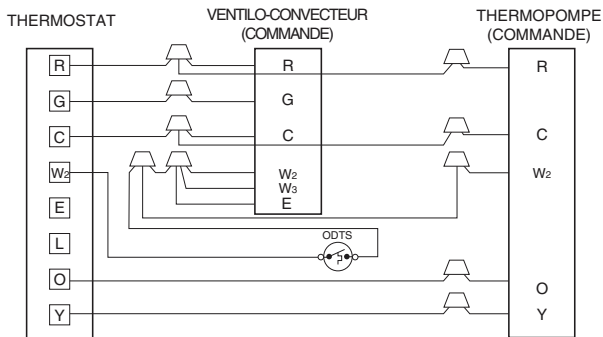 THERMOSTAT
VENTILO-CONVECTEUR
(COMMANDE)
THERMOPOMPE
(COMMANDE)
R
G
C
W2
E
L
O
Y
R
G
C
W2
W3
E
ODTS
R
C
W2
O
Y